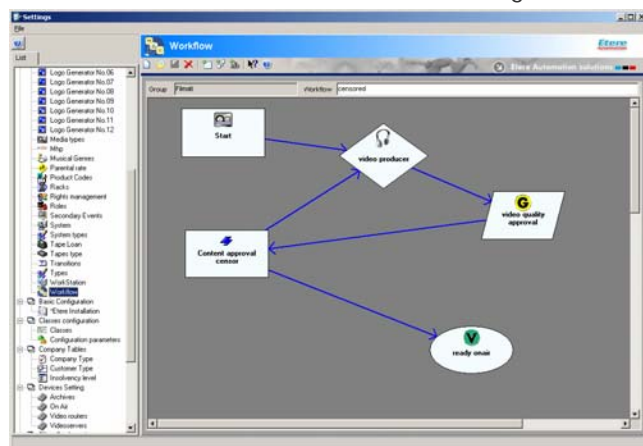 Settings
File
List
Logo Generator No.06
Logo Generator No.07
Logo Generator No.08
Logo Generator No.09
Logo Generator No.10
Logo Generator No.11
Logo Generator No.12
Media types
Mhp
Musical Genres
Parental rate
Product Codes
Racks
Rights management
Roles
Secondary Events
System
System types
Tape Loan
Tapes type
Transitions
Types
WorkStation
Workflow
Basic Configuration
*Etere Installation
Classes configuration
Classes
Configuration parameters
Company Tables
Company Type
Customer Type
Insolvency level
Devices Setting
Archives
On Air
Video routers
Videoservers
Workflow
Etere
Etere Automation solutions
Group
Filmati
Workflow
censored
Start
video producer
G
video quality
approval
Content approval
censor
V
ready onair